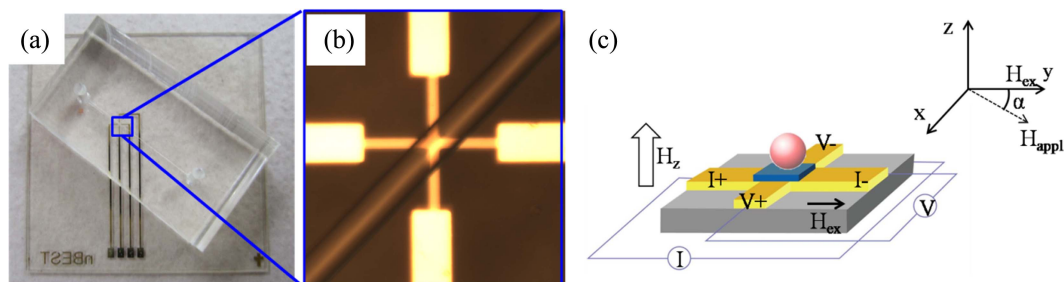 (a)
nBEST
(b)
(c)
z
H_ex
y
α
x
H_appl
H_z
V-
I+
I-
V+
H_ex
V
I